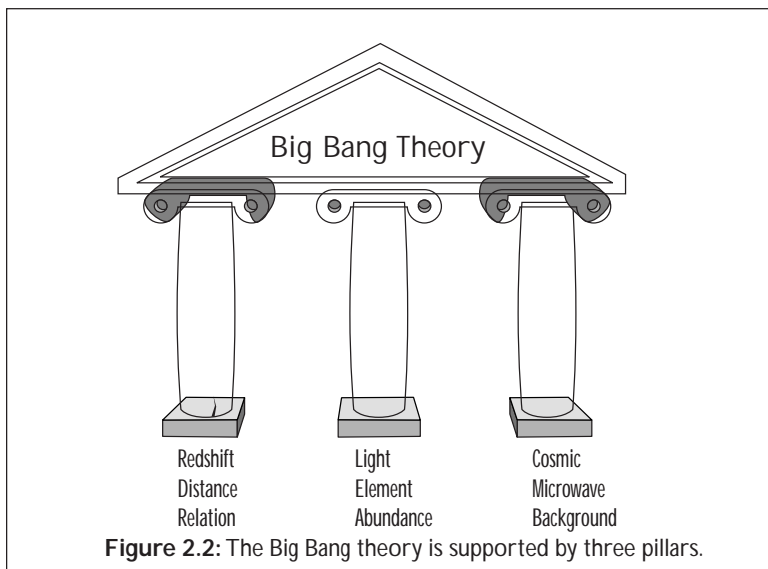 Big Bang Theory
Redshift
Distance
Relation
Light
Element
Abundance
Cosmic
Microwave
Background
Figure 2.2: The Big Bang theory is supported by three pillars.